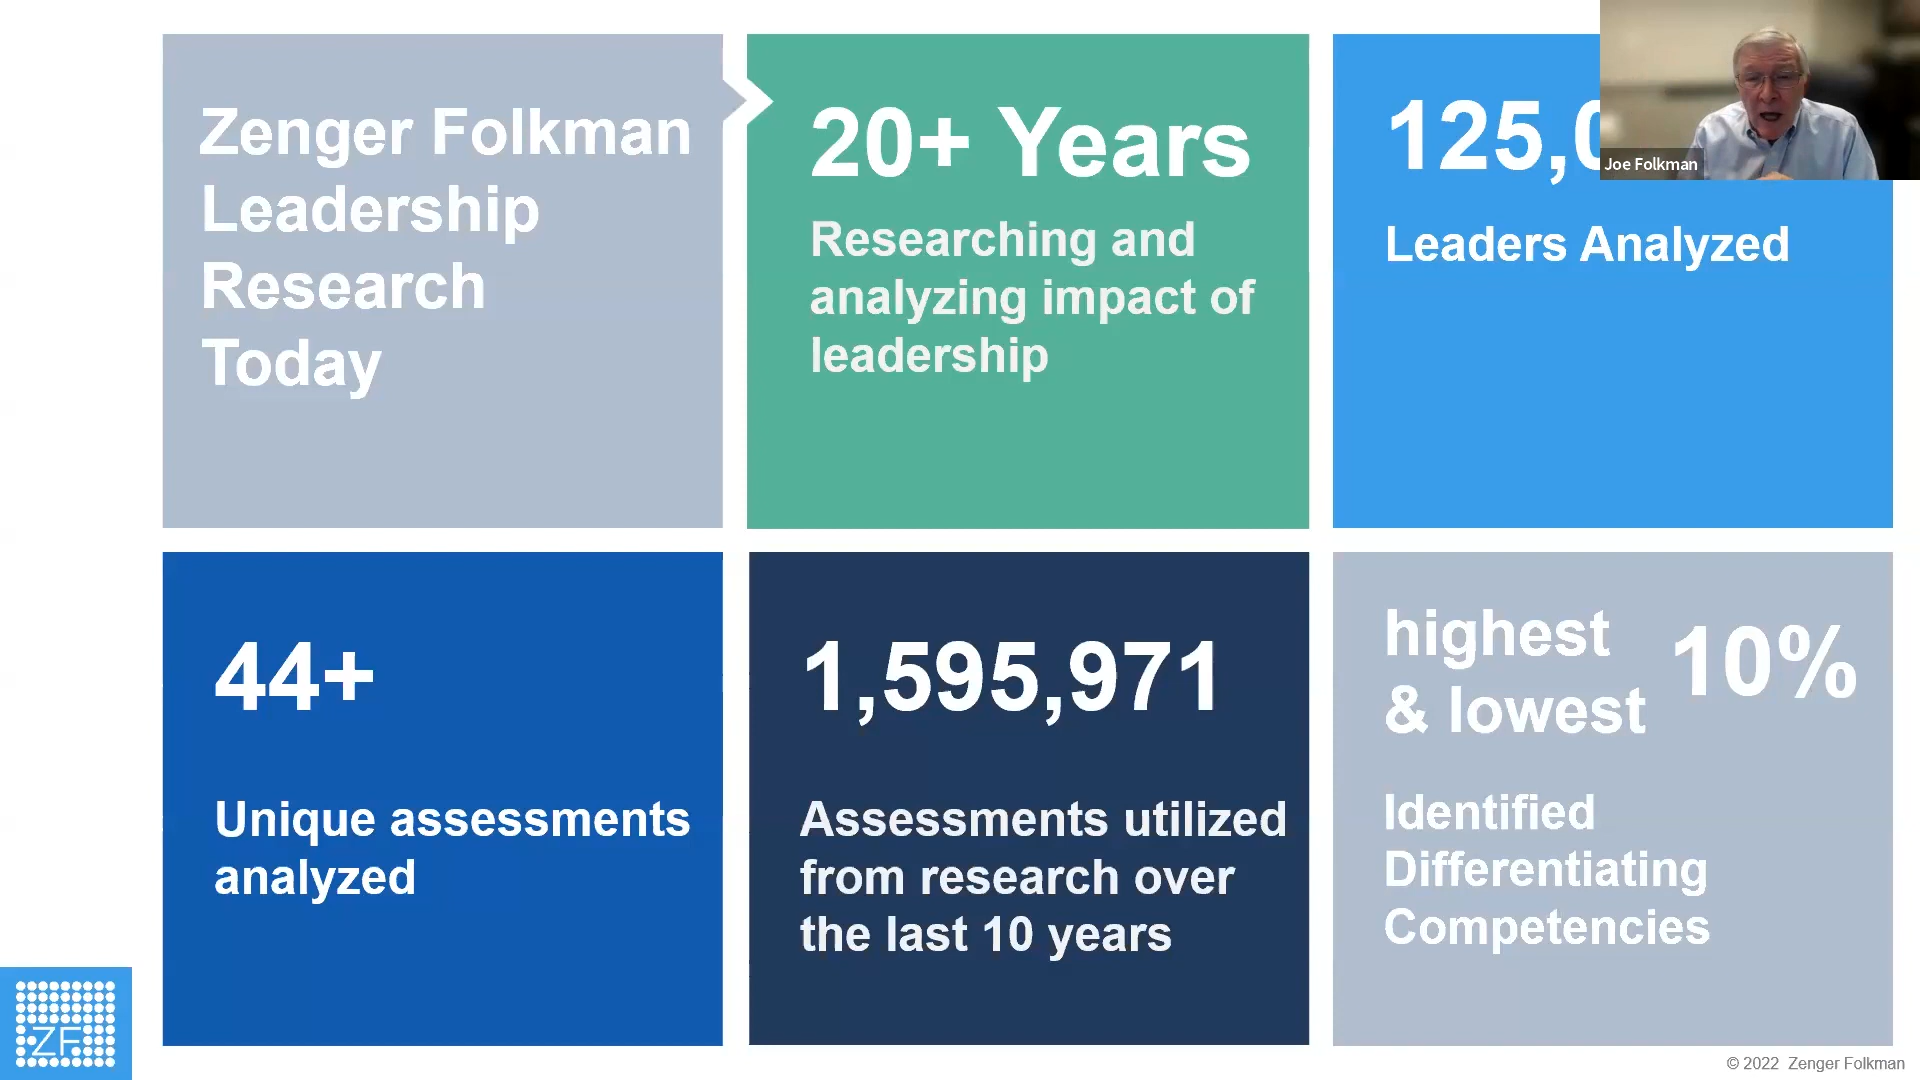 Zenger Folkman
Leadership
Research
Today
20+ Years
Researching and
analyzing impact of
leadership
125,0
Joe Folkman
Leaders Analyzed
44+
Unique assessments
analyzed
1,595,971
Assessments utilized
from research over
the last 10 years
highest
& lowest
10%
Identified
Differentiating
Competencies
ZF
© 2022 Zenger Folkman